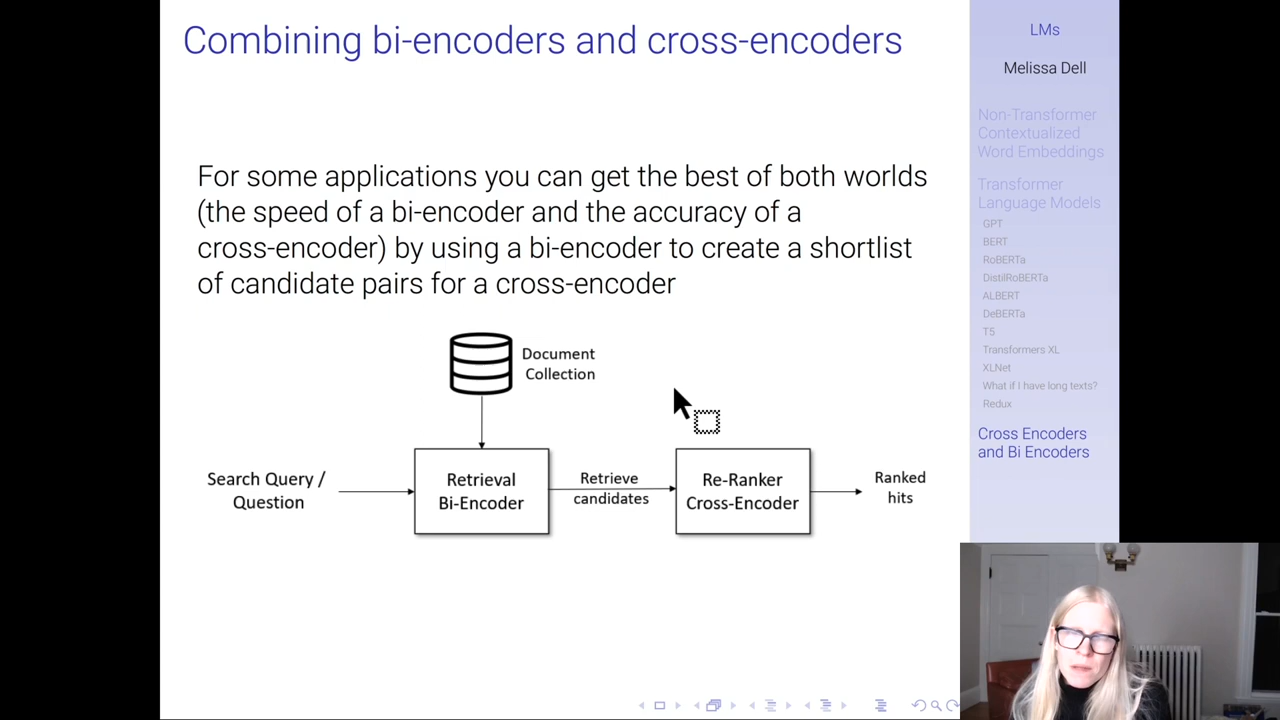 Combining bi-encoders and cross-encoders
For some applications you can get the best of both worlds
(the speed of a bi-encoder and the accuracy of a
cross-encoder) by using a bi-encoder to create a shortlist
of candidate pairs for a cross-encoder
Document
Collection
Search Query /
Question
Retrieval
Bi-Encoder
Retrieve
candidates
Re-Ranker
Cross-Encoder
Ranked
hits
LMs
Melissa Dell
Non-Transformer
Contextualized
Word Embeddings
Transformer
Language Models
GPT
BERT
RoBERTa
DistilRoBERTa
ALBERT
DeBERTa
T5
Transformers XL
XLNet
What if I have long texts?
Redux
Cross Encoders
and Bi Encoders